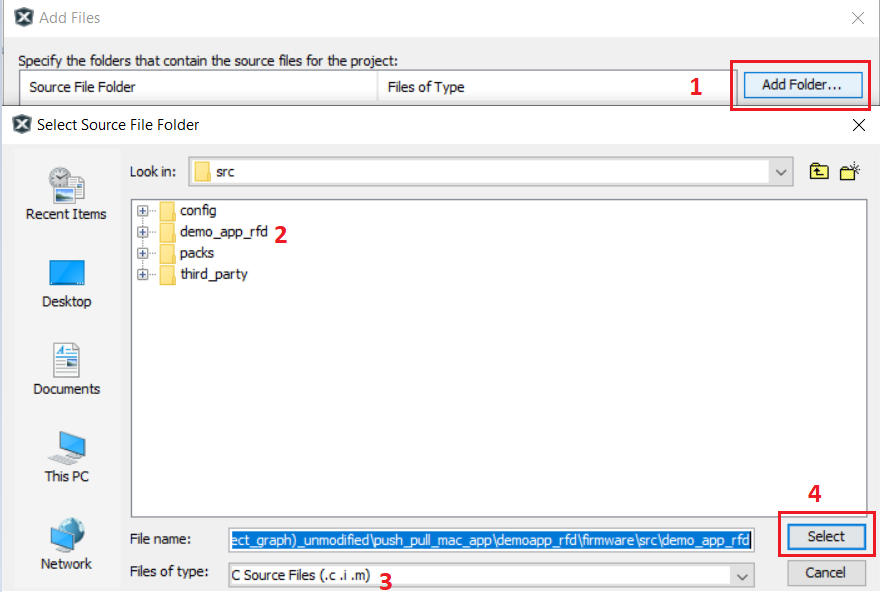 Add Files
Specify the folders that contain the source files for the project:
Source File Folder Files of Type 1 Add Folder...
Select Source File Folder
Look in: src
Recent Items
Desktop
Documents
This PC
Network
config
demo_app_rfd 2
packs
third_party
4
File name: ect_graph)_unmodified\push_pull_mac_app\demoapp_rfd\firmware\src\demo_app_rfd Select
Files of type: C Source Files (.c .i .m) 3 Cancel